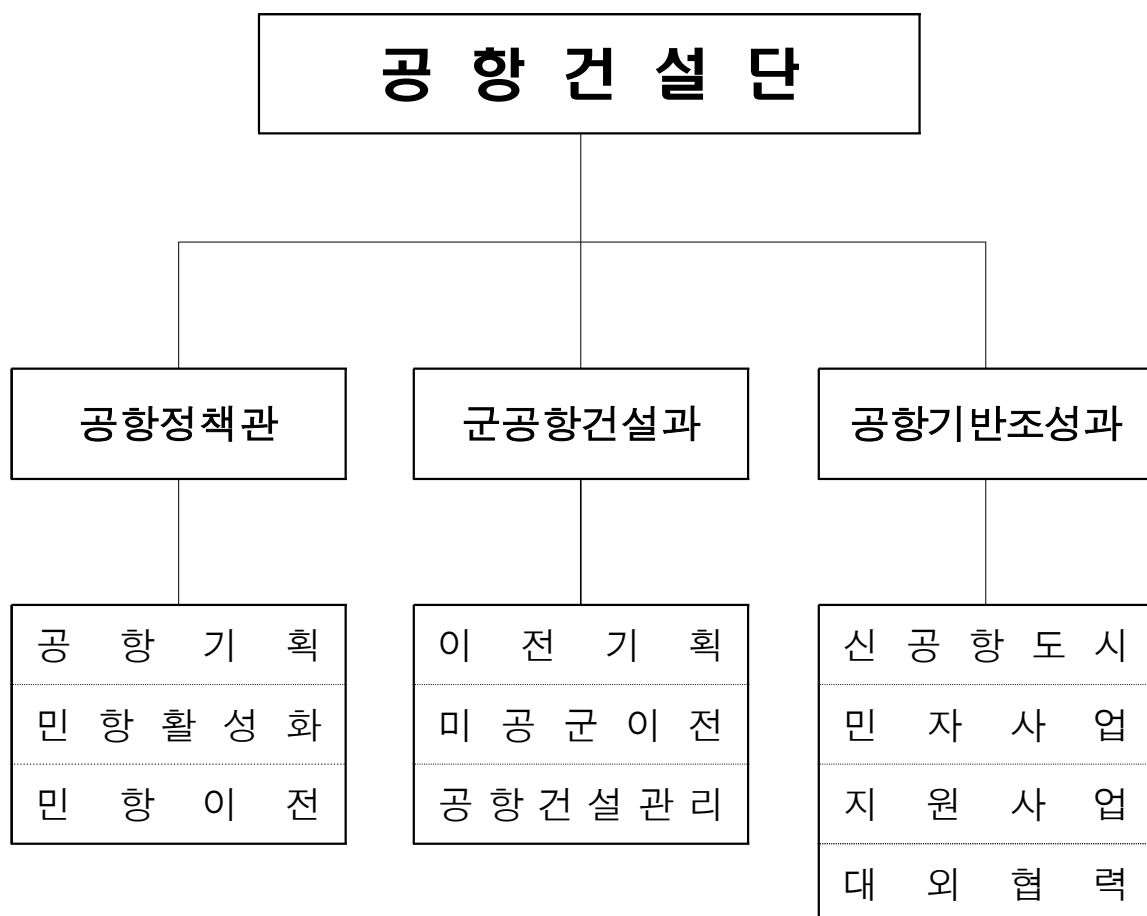 공 항 건 설 단
공항정책관
군공항건설과
공항기반조성과
공 항 기 획
민 항 활 성 화
민 항 이 전
이 전 기 획
미 공 군 이 전
공 항 건 설 관 리
신 공 항 도 시
민 자 사 업
지 원 사 업
대 외 협 력